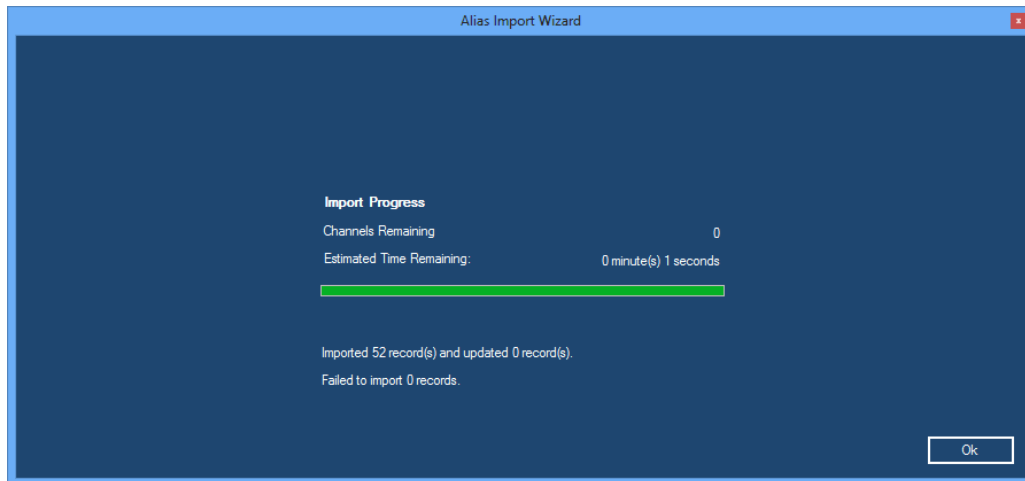 Alias Import Wizard
x
Import Progress
Channels Remaining 0
Estimated Time Remaining: 0 minute(s) 1 seconds
Imported 52 record(s) and updated 0 record(s).
Failed to import 0 records.
Ok